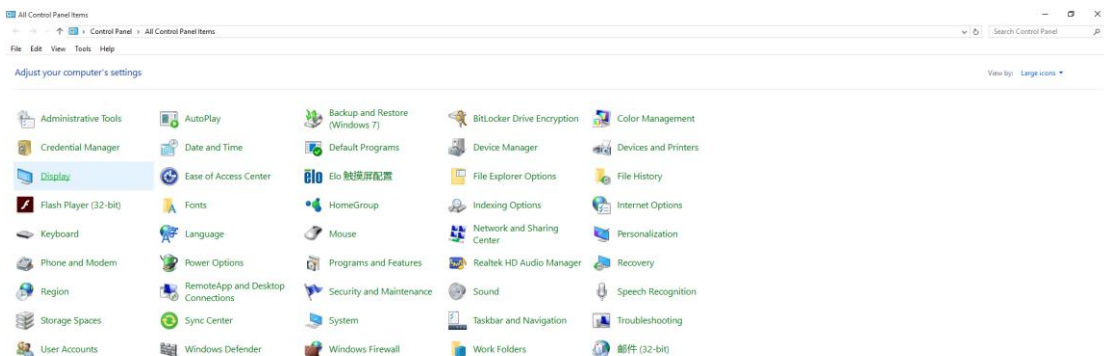 All Control Panel Items
Control Panel › All Control Panel Items
Search Control Panel
File Edit View Tools Help
Adjust your computer's settings
View by: Large icons
Administrative Tools
AutoPlay
Backup and Restore
(Windows 7)
BitLocker Drive Encryption
Color Management
Credential Manager
Date and Time
Default Programs
Device Manager
Devices and Printers
Display
Ease of Access Center
elo
Elo 触摸屏配置
File Explorer Options
File History
Flash Player (32-bit)
Fonts
HomeGroup
Indexing Options
Internet Options
Keyboard
Language
Mouse
Network and Sharing
Center
Personalization
Phone and Modem
Power Options
Programs and Features
Realtek HD Audio Manager
Recovery
Region
RemoteApp and Desktop
Connections
Security and Maintenance
Sound
Speech Recognition
Storage Spaces
Sync Center
System
Taskbar and Navigation
Troubleshooting
User Accounts
Windows Defender
Windows Firewall
Work Folders
邮件 (32-bit)